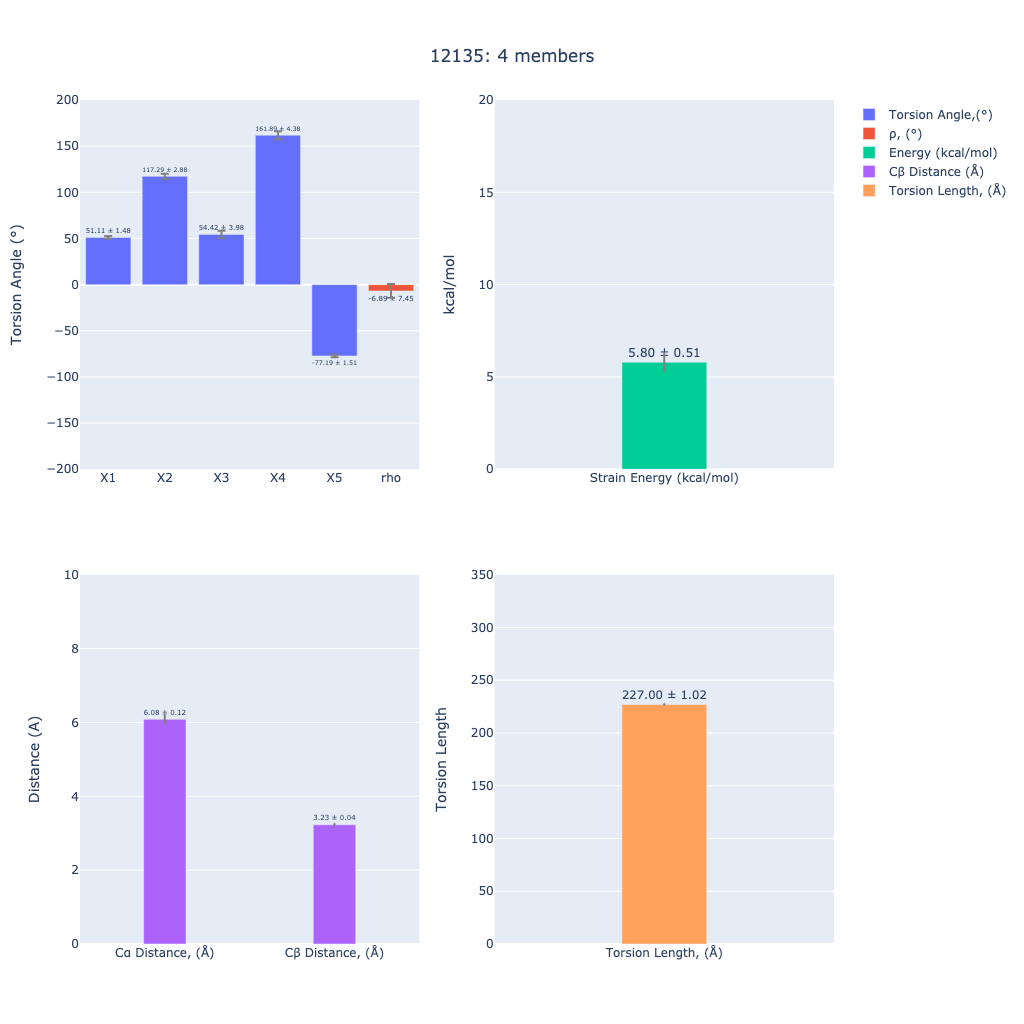 12135: 4 members
200
150
100
50
0
−50
−100
−150
−200
Torsion Angle (°)
51.11 ± 1.48
117.29 ± 2.88
54.42 ± 3.98
161.89 ± 4.38
-77.19 ± 1.51
-6.89 ± 7.45
X1 X2 X3 X4 X5 rho
20
15
10
5
0
kcal/mol
5.80 ± 0.51
Strain Energy (kcal/mol)
Torsion Angle,(°)
ρ, (°)
Energy (kcal/mol)
Cβ Distance (Å)
Torsion Length, (Å)
10
8
6
4
2
0
Distance (A)
6.08 ± 0.12
3.23 ± 0.04
Cα Distance, (Å) Cβ Distance, (Å)
350
300
250
200
150
100
50
0
Torsion Length
227.00 ± 1.02
Torsion Length, (Å)